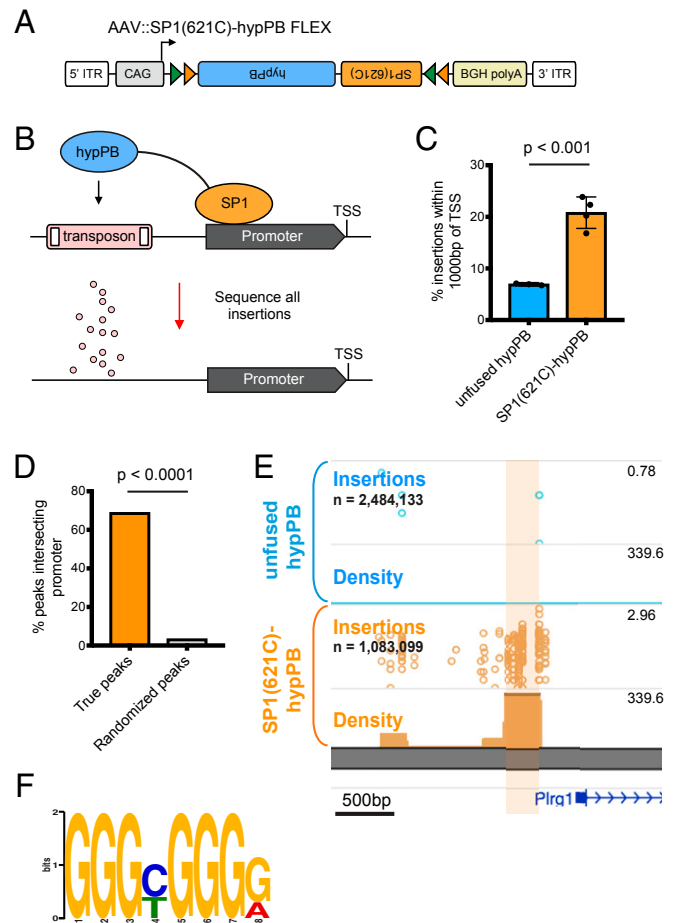 A
AAV::SP1(621C)-hypPB FLEX
5' ITR
CAG
hypPB
SP1(621C)
BGH polyA
3' ITR
B
hypPB
SP1
TSS
transposon
Promoter
Sequence all
insertions
TSS
Promoter
C
p < 0.001
% insertions within
1000bp of TSS
30
20
10
0
unfused hypPB
SP1(621C)-hypPB
D
p < 0.0001
% peaks intersecting
promoter
80
60
40
20
0
True peaks
Randomized peaks
E
unfused
hypPB
Insertions
n = 2,484,133
0.78
Density
339.6
SP1(621C)-
hypPB
Insertions
n = 1,083,099
2.96
Density
339.6
500bp
Plrg1
F
bits
2
1
0
GGGCGGGG
T A
1 2 3 4 5 6 7 8